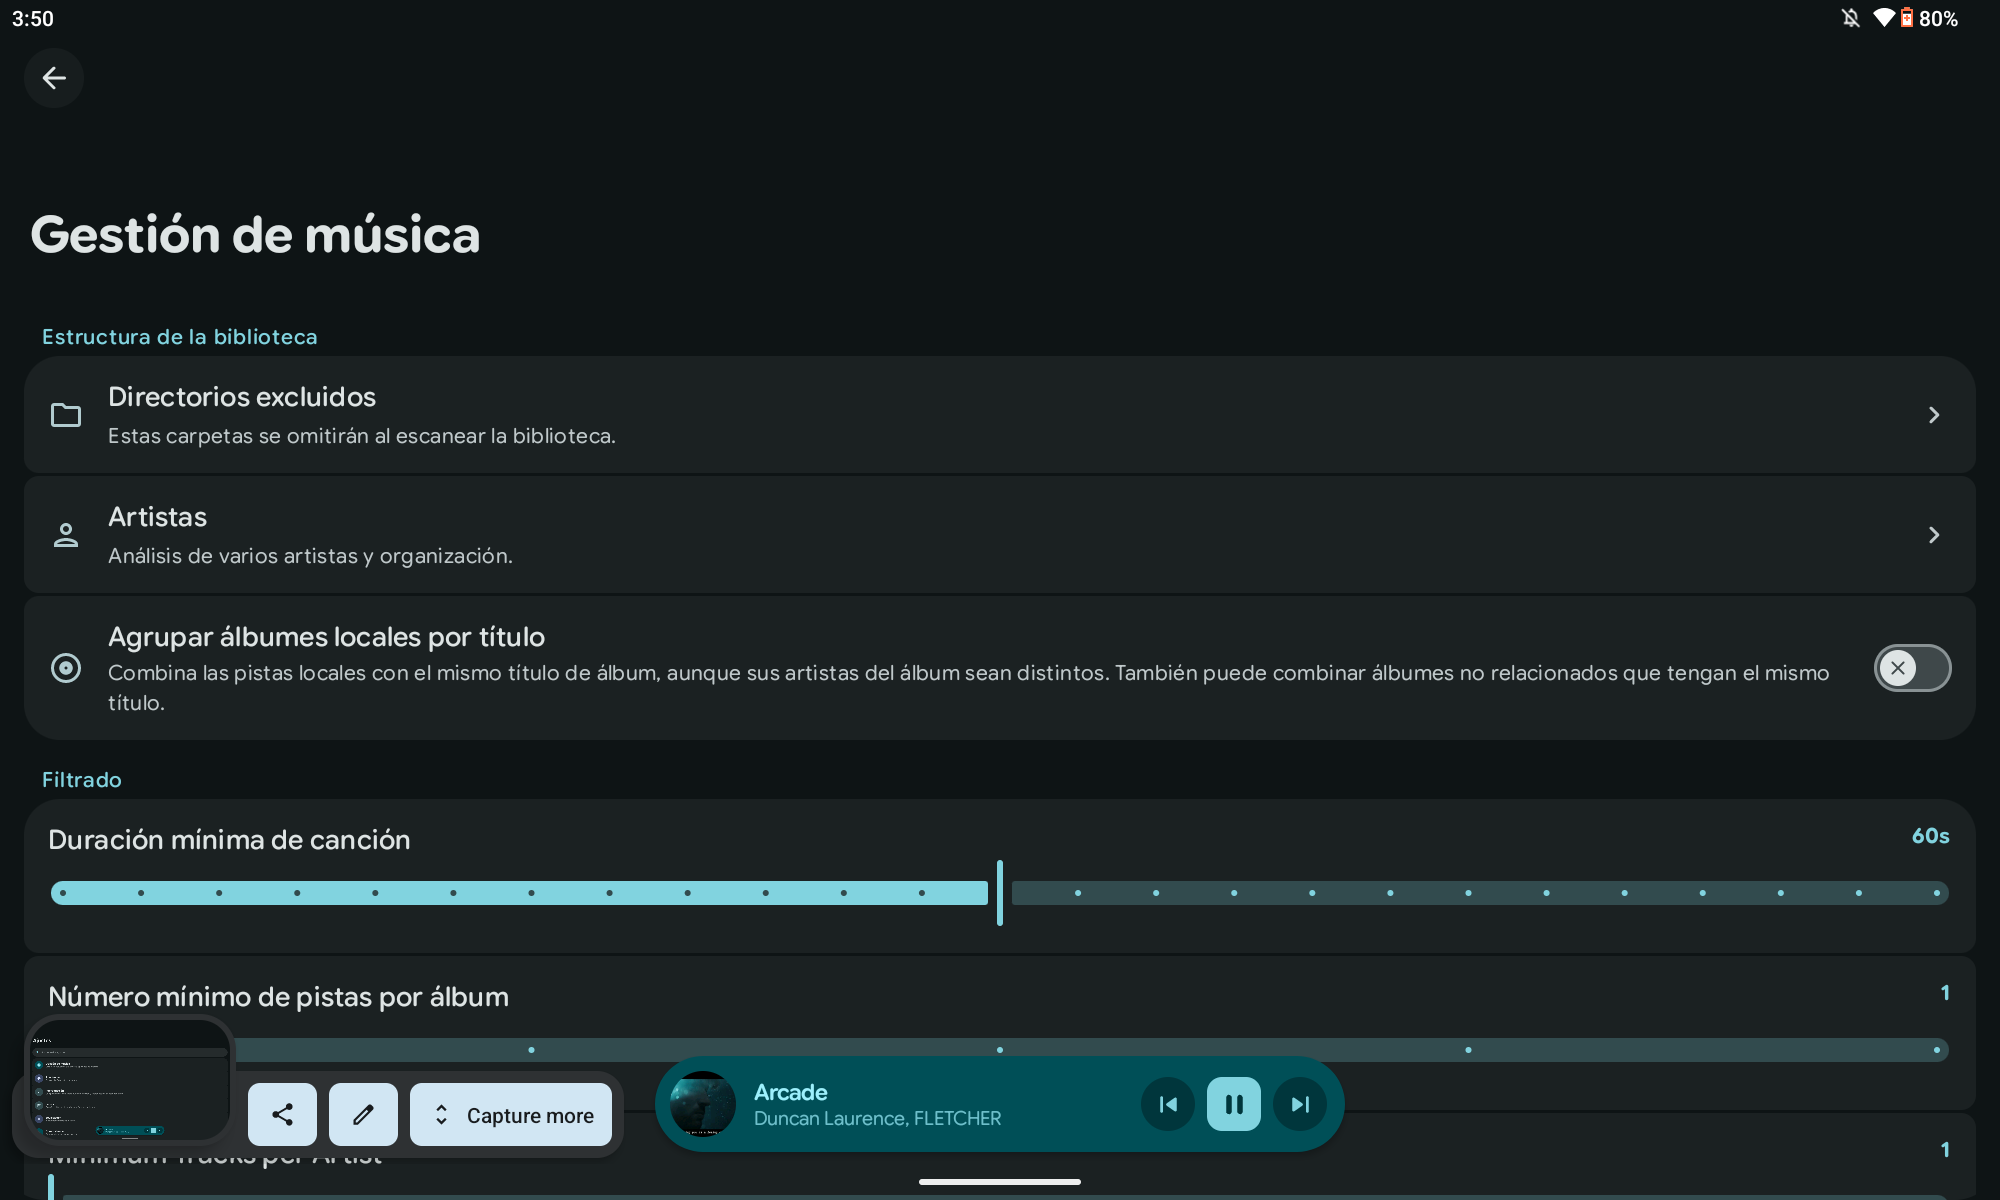 3:50
80%
Gestión de música
Estructura de la biblioteca
Directorios excluidos
Estas carpetas se omitirán al escanear la biblioteca.
Artistas
Análisis de varios artistas y organización.
Agrupar álbumes locales por título
Combina las pistas locales con el mismo título de álbum, aunque sus artistas del álbum sean distintos. También puede combinar álbumes no relacionados que tengan el mismo
título.
Filtrado
Duración mínima de canción
60s
Número mínimo de pistas por álbum
1
Capture more
Arcade
Duncan Laurence, FLETCHER
Minimum Tracks per Artist
1